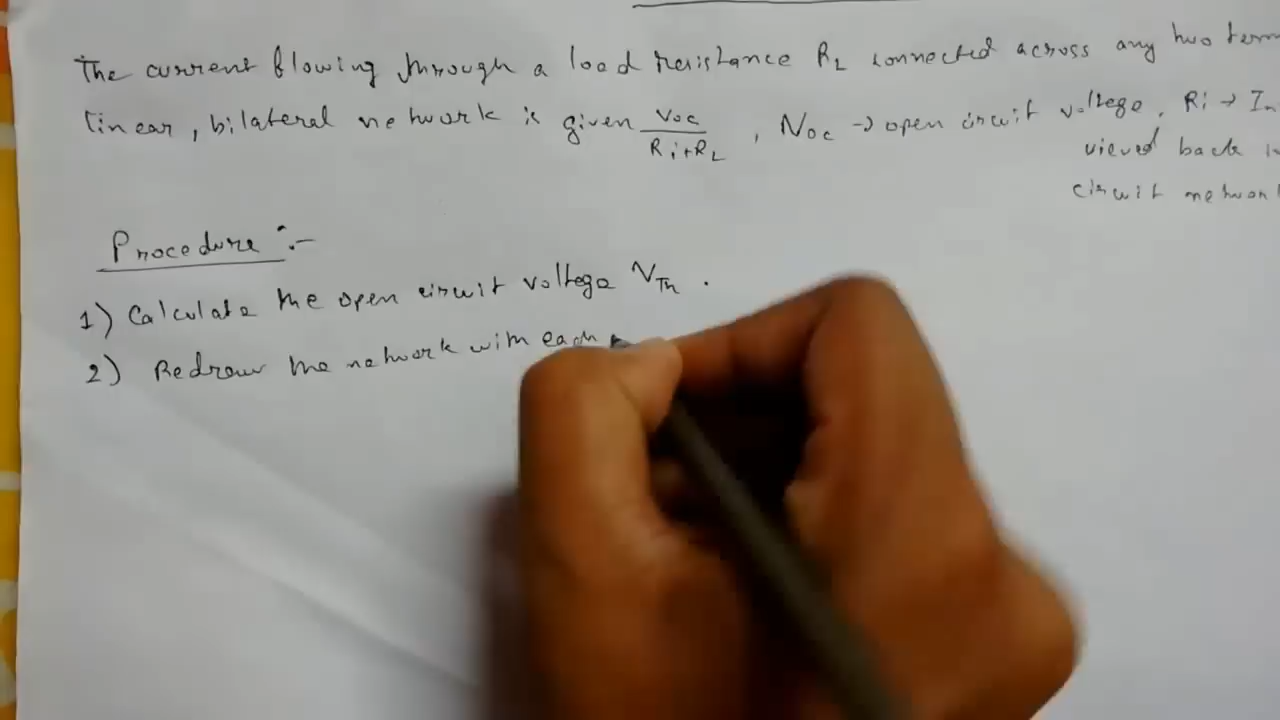 The current flowing through a load resistance RL connected across any two term
linear, bilateral network is given Voc/Ri+RL , Voc → open circuit voltage, Ri → In
viewed back i
circuit network
Procedure :-
1) Calculate the open circuit voltage VTh .
2) Redraw the network with each